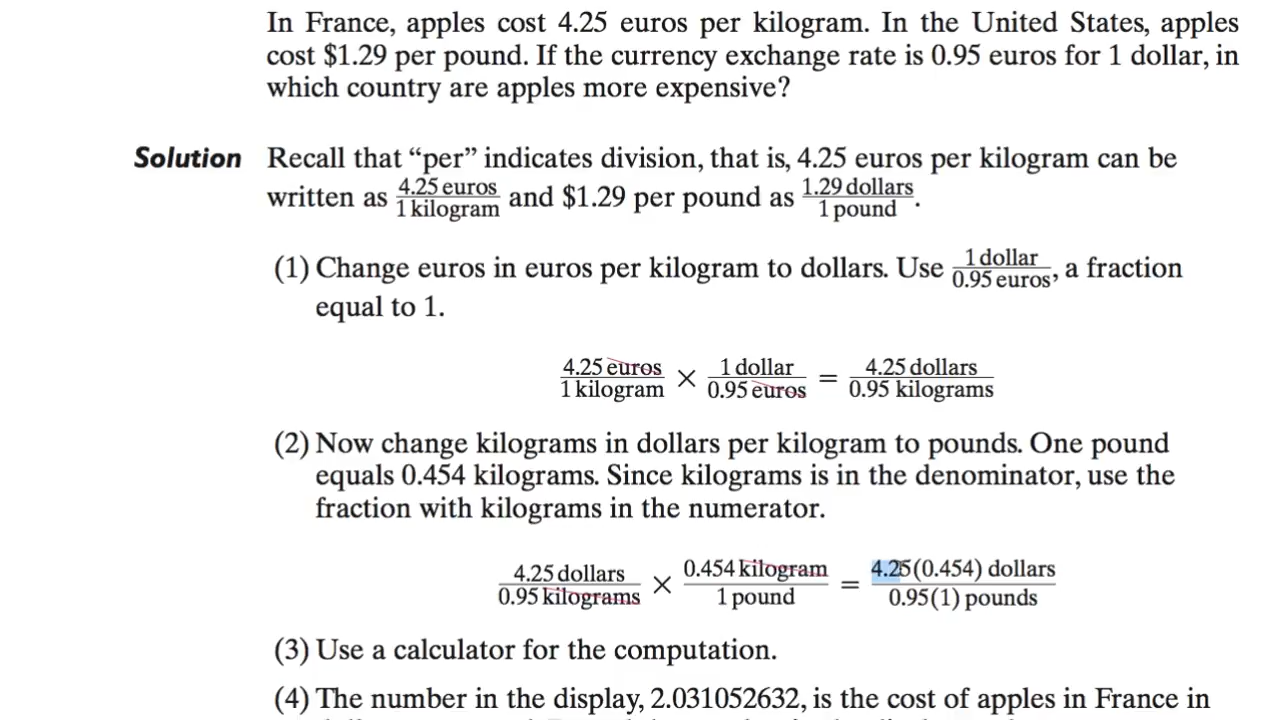 In France, apples cost 4.25 euros per kilogram. In the United States, apples
cost $1.29 per pound. If the currency exchange rate is 0.95 euros for 1 dollar, in
which country are apples more expensive?
Solution Recall that “per” indicates division, that is, 4.25 euros per kilogram can be
written as 4.25 euros / 1 kilogram and $1.29 per pound as 1.29 dollars / 1 pound.
(1) Change euros in euros per kilogram to dollars. Use 1 dollar / 0.95 euros, a fraction
equal to 1.
4.25 euros / 1 kilogram × 1 dollar / 0.95 euros = 4.25 dollars / 0.95 kilograms
(2) Now change kilograms in dollars per kilogram to pounds. One pound
equals 0.454 kilograms. Since kilograms is in the denominator, use the
fraction with kilograms in the numerator.
4.25 dollars / 0.95 kilograms × 0.454 kilogram / 1 pound = 4.25(0.454) dollars / 0.95(1) pounds
(3) Use a calculator for the computation.
(4) The number in the display, 2.031052632, is the cost of apples in France in